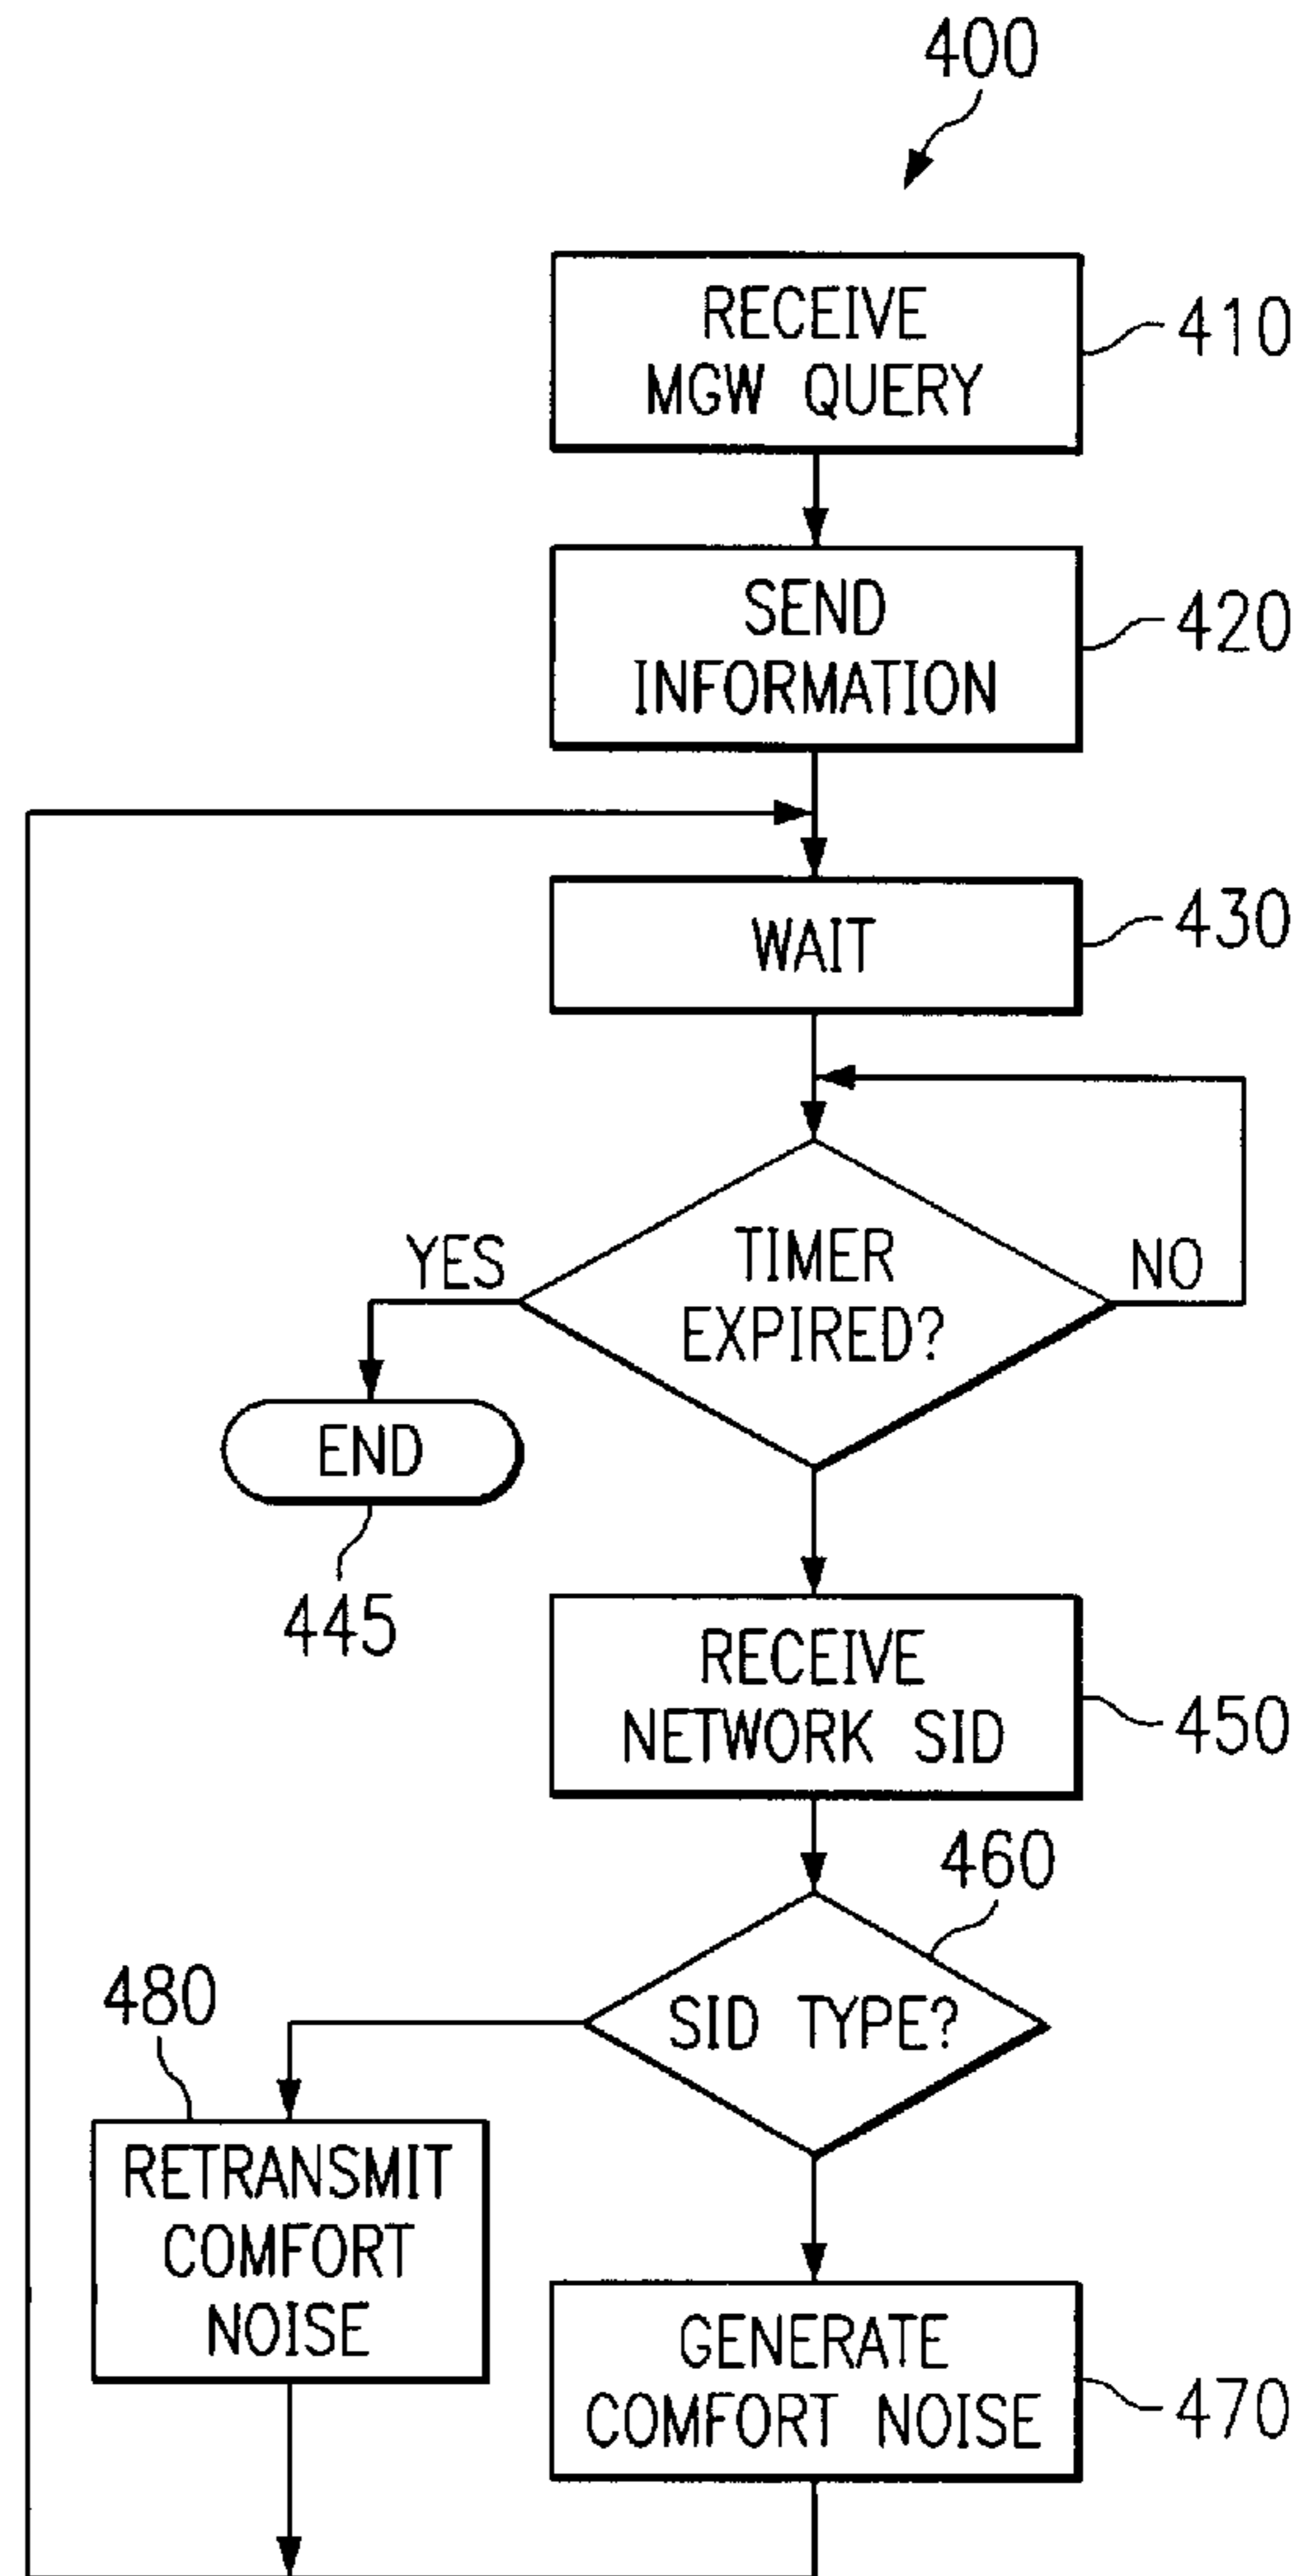 400
RECEIVE
MGW QUERY
410
SEND
INFORMATION
420
WAIT
430
TIMER
EXPIRED?
YES
NO
END
445
RECEIVE
NETWORK SID
450
460
SID TYPE?
480
RETRANSMIT
COMFORT
NOISE
GENERATE
COMFORT NOISE
470